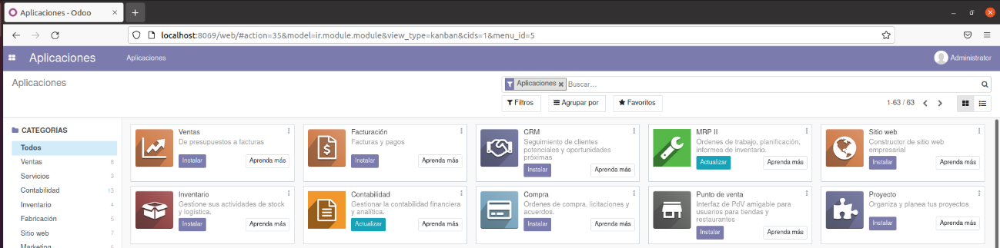 Aplicaciones - Odoo
localhost:8069/web/#action=35&model=ir.module.module&view_type=kanban&cids=1&menu_id=5
Aplicaciones Aplicaciones Administrator
Aplicaciones
Aplicaciones Buscar...
Filtros Agrupar por Favoritos 1-63 / 63
CATEGORÍAS
Todos
Ventas 8
Servicios 3
Contabilidad 13
Inventario 4
Fabricación 5
Sitio web 7
Marketing 5
Ventas
De presupuestos a facturas
Instalar Aprenda más
Facturación
Facturas y pagos
Instalar Aprenda más
CRM
Seguimiento de clientes
potenciales y oportunidades
próximas
Instalar Aprenda más
MRP II
Órdenes de trabajo, planificación,
informes de inventario.
Actualizar Aprenda más
Sitio web
Constructor de sitio web
empresarial
Instalar Aprenda más
Inventario
Gestione sus actividades de stock
y logística.
Instalar Aprenda más
Contabilidad
Gestionar la contabilidad financiera
y analítica.
Actualizar Aprenda más
Compra
Órdenes de compra, licitaciones y
acuerdos.
Instalar Aprenda más
Punto de venta
Interfaz de PdV amigable para
usuarios para tiendas y
restaurantes
Instalar Aprenda más
Proyecto
Organiza y planea tus proyectos
Instalar Aprenda más